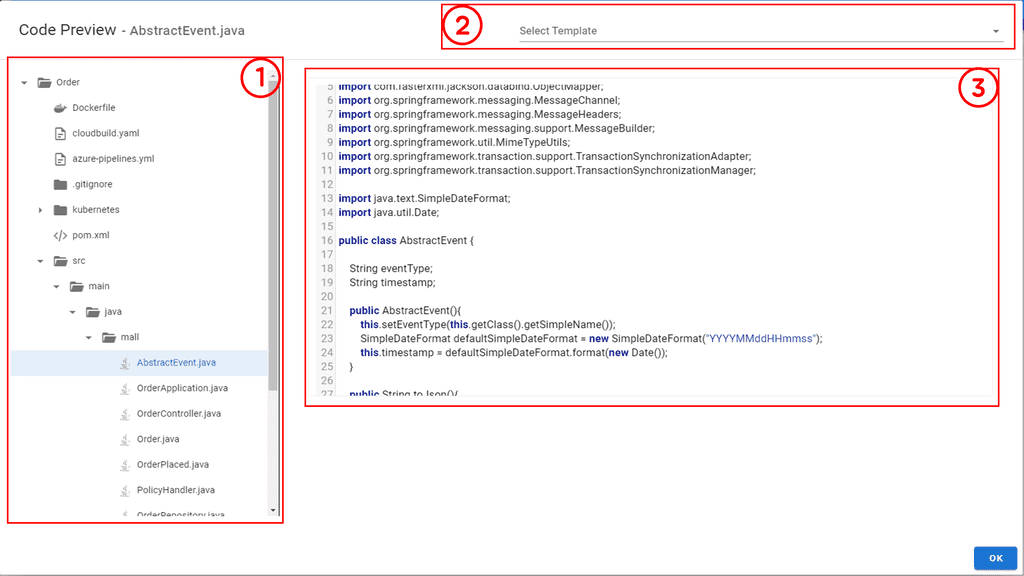 Code Preview - AbstractEvent.java
2
Select Template
1
Order
Dockerfile
cloudbuild.yaml
azure-pipelines.yml
.gitignore
kubernetes
pom.xml
src
main
java
mall
AbstractEvent.java
OrderApplication.java
OrderController.java
Order.java
OrderPlaced.java
PolicyHandler.java
OrderRepository.java
3
5 import com.fasterxml.jackson.databind.ObjectMapper;
6 import org.springframework.messaging.MessageChannel;
7 import org.springframework.messaging.MessageHeaders;
8 import org.springframework.messaging.support.MessageBuilder;
9 import org.springframework.util.MimeTypeUtils;
10 import org.springframework.transaction.support.TransactionSynchronizationAdapter;
11 import org.springframework.transaction.support.TransactionSynchronizationManager;
12
13 import java.text.SimpleDateFormat;
14 import java.util.Date;
15
16 public class AbstractEvent {
17
18 String eventType;
19 String timestamp;
20
21 public AbstractEvent(){
22 this.setEventType(this.getClass().getSimpleName());
23 SimpleDateFormat defaultSimpleDateFormat = new SimpleDateFormat("YYYYMMddHHmmss");
24 this.timestamp = defaultSimpleDateFormat.format(new Date());
25 }
26
27 public String toJson(){
OK